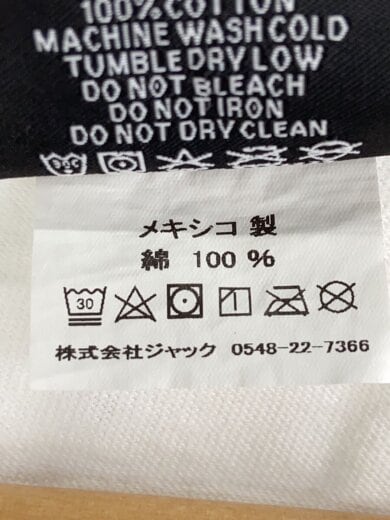 100% COTTON
MACHINE WASH COLD
TUMBLE DRY LOW
DO NOT BLEACH
DO NOT IRON
DO NOT DRY CLEAN
メキシコ 製
綿 100 %
30
株式会社ジャック 0548-22-7366